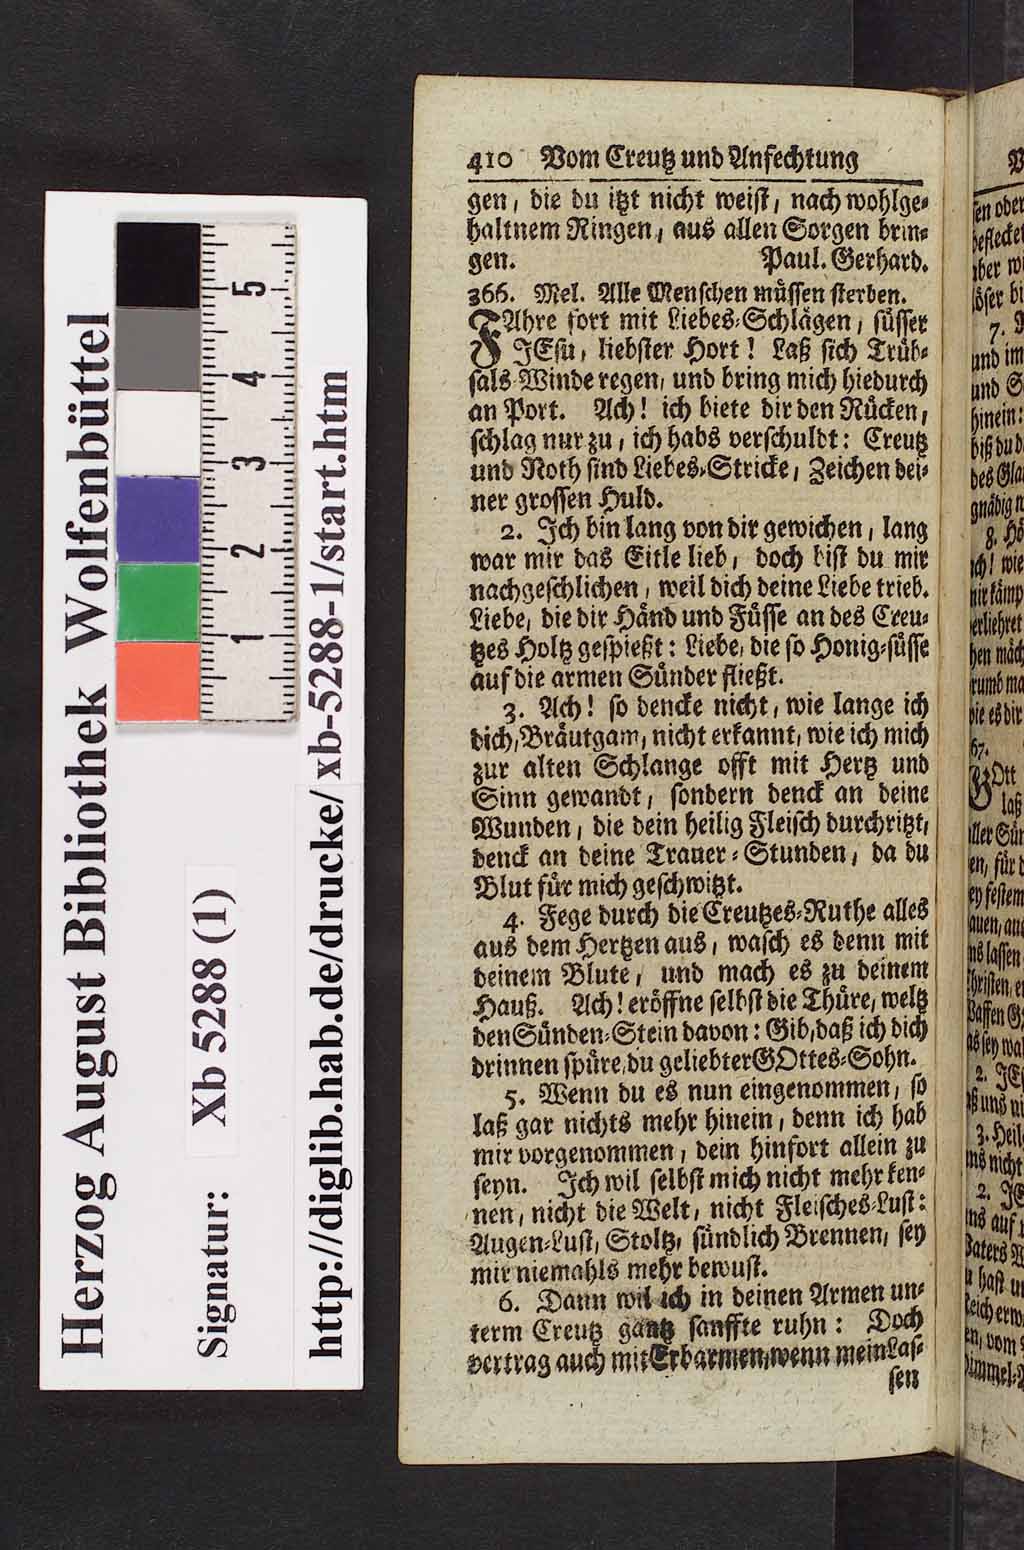 410 Vom Creutz und Anfechtung
gen, die du itzt nicht weist, nach wohlge-
haltnem Ringen, aus allen Sorgen brin-
gen. Paul. Gerhard.
366. Mel. Alle Menschen müssen sterben.
FAhre fort mit Liebes-Schlägen, süsser
JEsu, liebster Hort! Laß sich Trüb-
sals-Winde regen, und bring mich hiedurch
an Port. Ach! ich biete dir den Rücken,
schlag nur zu, ich habs verschuldt: Creutz
und Noth sind Liebes-Stricke, Zeichen dei-
ner grossen Huld.
2. Ich bin lang von dir gewichen, lang
war mir das Eitle lieb, doch bist du mir
nachgeschlichen, weil dich deine Liebe trieb.
Liebe, die dir Händ und Füsse an des Creu-
tzes Holtz gespießt: Liebe, die so Honig-süsse
auf die armen Sünder fließt.
3. Ach! so dencke nicht, wie lange ich
dich, Bräutgam, nicht erkannt, wie ich mich
zur alten Schlange offt mit Hertz und
Sinn gewandt, sondern denck an deine
Wunden, die dein heilig Fleisch durchritzt,
denck an deine Trauer-Stunden, da du
Blut für mich geschwitzt.
4. Fege durch die Creutzes-Ruthe alles
aus dem Hertzen aus, wasch es denn mit
deinem Blute, und mach es zu deinem
Hauß. Ach! eröffne selbst die Thüre, weltz
den Sünden-Stein davon: Gib, daß ich dich
drinnen spüre, du geliebter GOttes-Sohn.
5. Wenn du es nun eingenommen, so
laß gar nichts mehr hinein, denn ich hab
mir vorgenommen, dein hinfort allein zu
seyn. Ich wil selbst mich nicht mehr ken-
nen, nicht die Welt, nicht Fleisches-Lust:
Augen-Lust, Stoltz, sündlich Brennen, sey
mir niemahls mehr bewust.
6. Dann wil ich in deinen Armen un-
term Creutz gantz sanffte ruhn: Doch
vertrag auch mit Erbarmen, wenn mein Las-
sen
Herzog August Bibliothek Wolfenbüttel
Signatur: Xb 5288 (1)
http://diglib.hab.de/drucke/xb-5288-1/start.htm
5
4
3
2
1